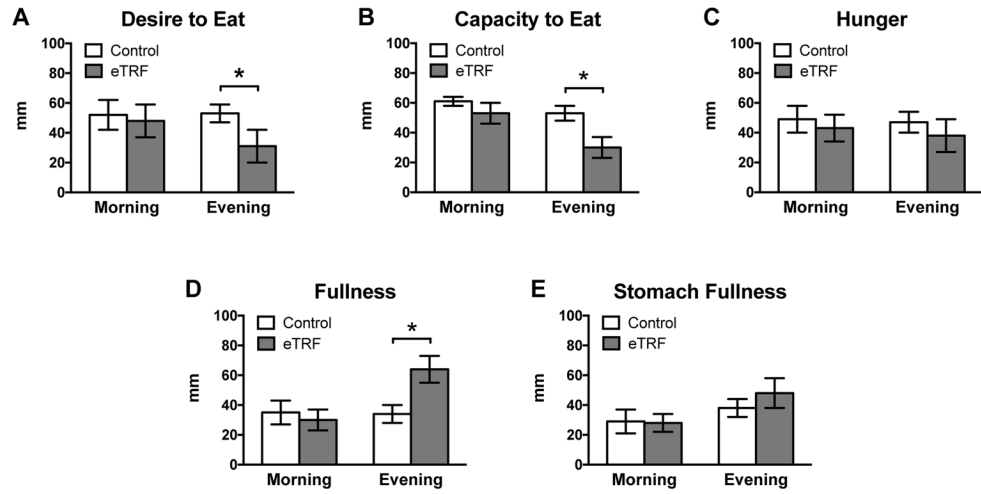 A Desire to Eat
100
80
60
40
20
0
mm
Control
eTRF
*
Morning Evening
B Capacity to Eat
100
80
60
40
20
0
mm
Control
eTRF
*
Morning Evening
C Hunger
100
80
60
40
20
0
mm
Control
eTRF
Morning Evening
D Fullness
100
80
60
40
20
0
mm
Control
eTRF
*
Morning Evening
E Stomach Fullness
100
80
60
40
20
0
mm
Control
eTRF
Morning Evening